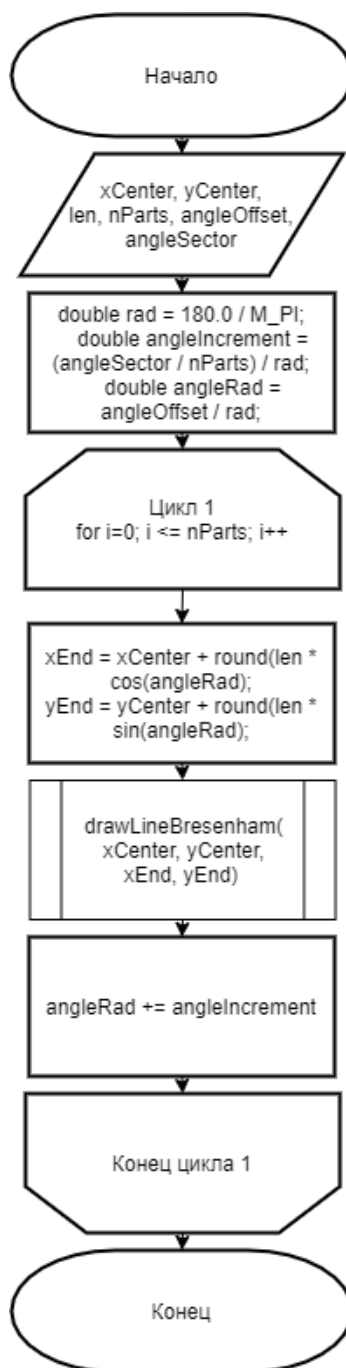 Начало
xCenter, yCenter,
len, nParts, angleOffset,
angleSector
double rad = 180.0 / M_PI;
double angleIncrement =
(angleSector / nParts) / rad;
double angleRad =
angleOffset / rad;
Цикл 1
for i=0; i <= nParts; i++
xEnd = xCenter + round(len *
cos(angleRad);
yEnd = yCenter + round(len *
sin(angleRad);
drawLineBresenham(
xCenter, yCenter,
xEnd, yEnd)
angleRad += angleIncrement
Конец цикла 1
Конец